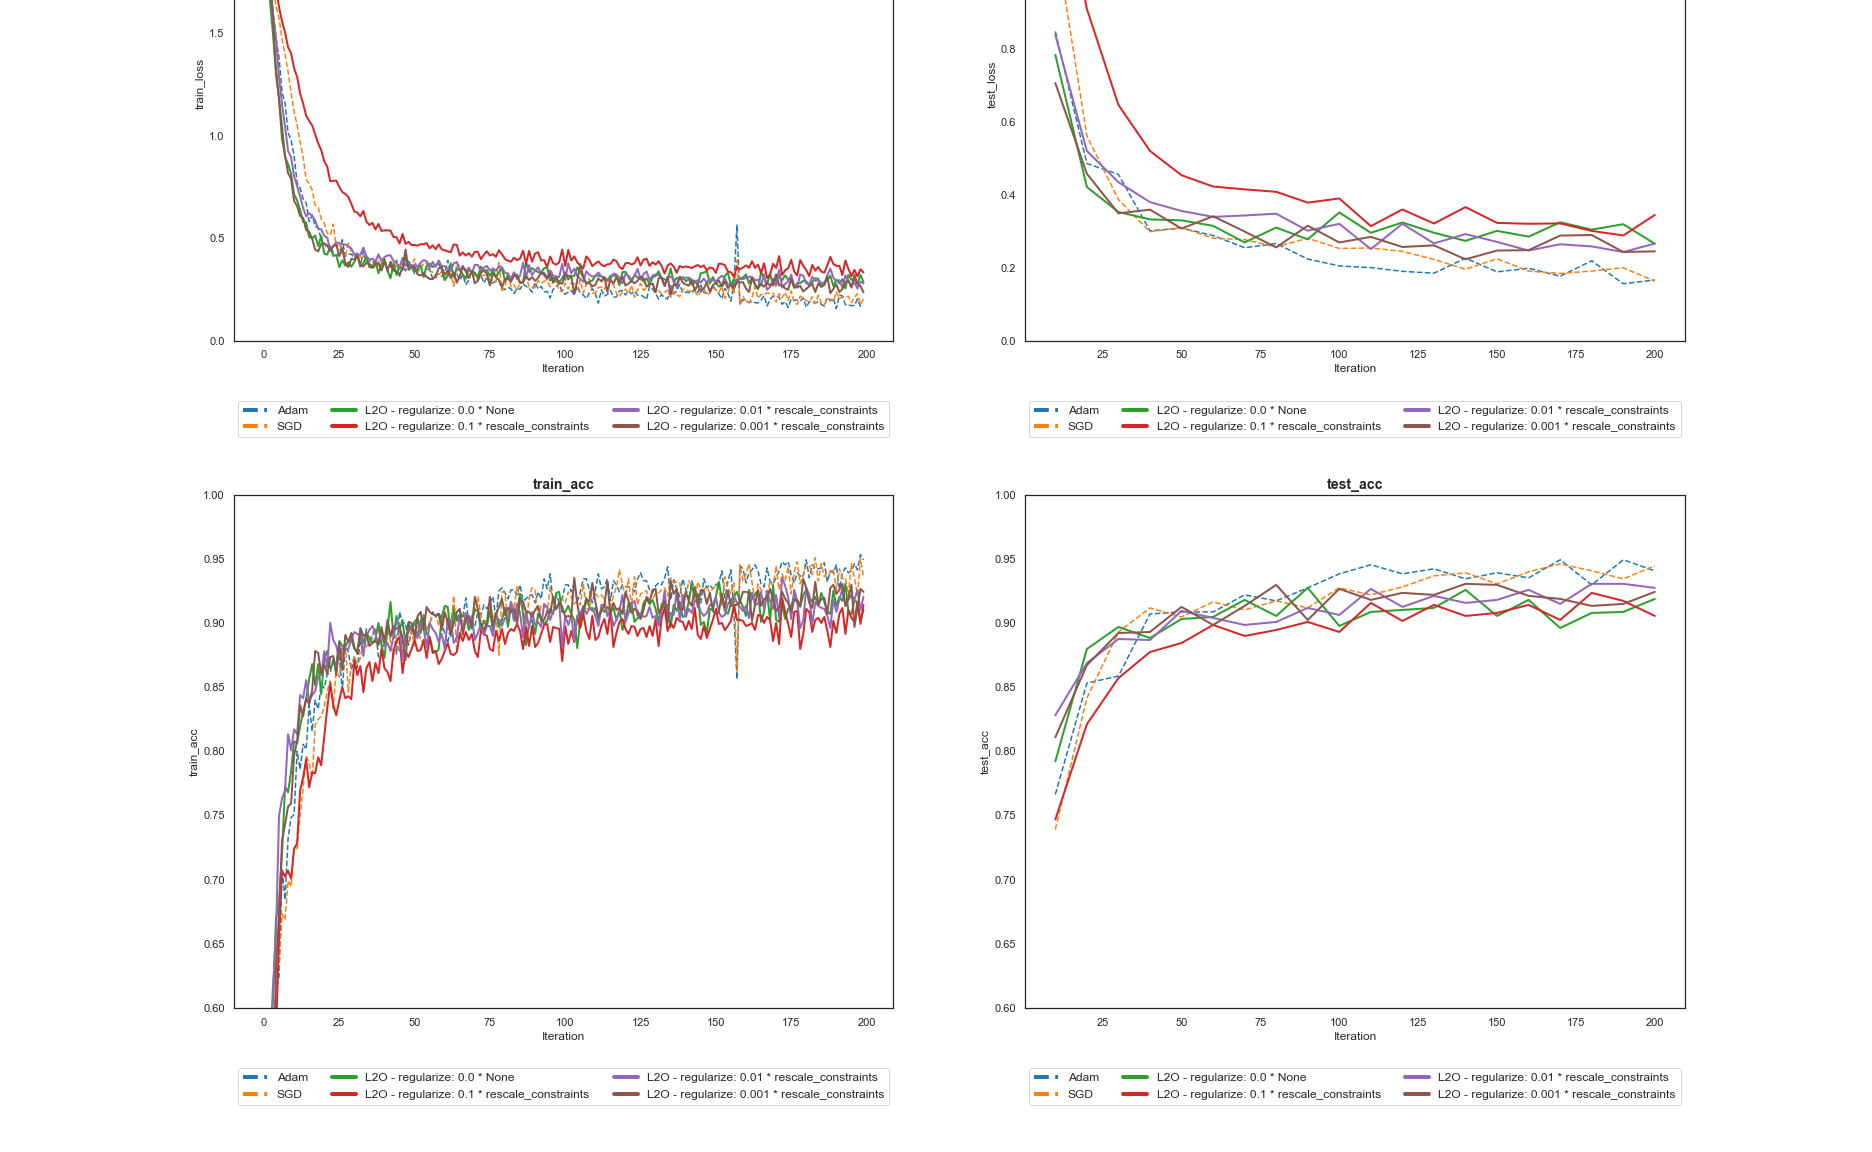 1.5
1.0
0.5
0.0
train_loss
0 25 50 75 100 125 150 175 200
Iteration
Adam L2O - regularize: 0.0 * None L2O - regularize: 0.01 * rescale_constraints
SGD L2O - regularize: 0.1 * rescale_constraints L2O - regularize: 0.001 * rescale_constraints
0.8
0.6
0.4
0.2
0.0
test_loss
25 50 75 100 125 150 175 200
Iteration
Adam L2O - regularize: 0.0 * None L2O - regularize: 0.01 * rescale_constraints
SGD L2O - regularize: 0.1 * rescale_constraints L2O - regularize: 0.001 * rescale_constraints
train_acc
1.00
0.95
0.90
0.85
0.80
0.75
0.70
0.65
0.60
train_acc
0 25 50 75 100 125 150 175 200
Iteration
Adam L2O - regularize: 0.0 * None L2O - regularize: 0.01 * rescale_constraints
SGD L2O - regularize: 0.1 * rescale_constraints L2O - regularize: 0.001 * rescale_constraints
test_acc
1.00
0.95
0.90
0.85
0.80
0.75
0.70
0.65
0.60
test_acc
25 50 75 100 125 150 175 200
Iteration
Adam L2O - regularize: 0.0 * None L2O - regularize: 0.01 * rescale_constraints
SGD L2O - regularize: 0.1 * rescale_constraints L2O - regularize: 0.001 * rescale_constraints